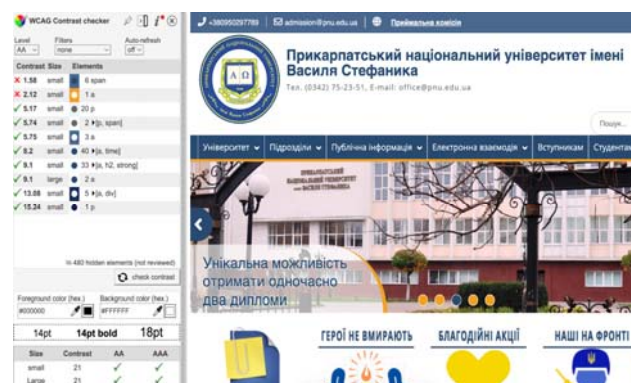 WCAG Contrast checker
Level Filters Auto-refresh
AA none off
Contrast Size Elements
1.58 small 6 span
2.12 small 1 a
5.17 small 20 p
5.74 small 2 [p, span]
5.75 small 3 a
8.2 small 40 [a, time]
9.1 small 33 [a, h2, strong]
9.1 large 2 a
13.08 small 5 [a, div]
15.24 small 1 p
In 480 hidden elements (not reviewed)
check contrast
Foreground color (hex.) Background color (hex.)
#000000 #FFFFFF
14pt 14pt bold 18pt
Size Contrast AA AAA
small 21
Large 21
+380950297789 admission@pnu.edu.ua Приймальна комісія
Прикарпатський національний університет імені
Василя Стефаника
Тел. (0342) 75-23-51, E-mail: office@pnu.edu.ua
Пошук...
Університет Підрозділи Публічна інформація Електронна взаємодія Вступникам Студентам
Унікальна можливість
отримати одночасно
два дипломи
ГЕРОЇ НЕ ВМИРАЮТЬ БЛАГОДІЙНІ АКЦІЇ НАШІ НА ФРОНТІ